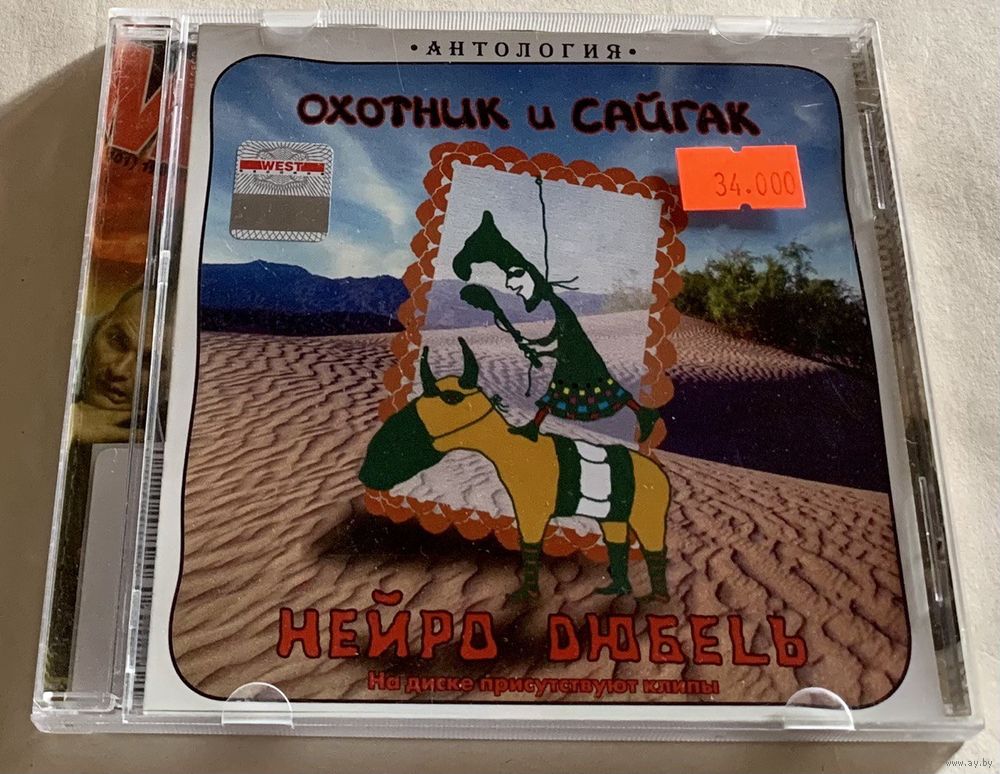 • АНТОЛОГИЯ •
ОХОТНИК и САЙГАК
WEST
34.000
НЕЙРО ДЮБЕЛЬ
На диске присутствуют клипы
www.ay.by